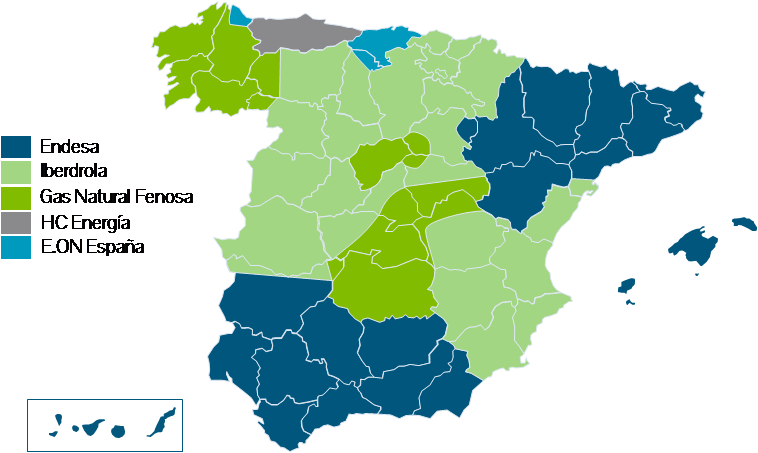 Endesa
Iberdrola
Gas Natural Fenosa
HC Energía
E.ON España